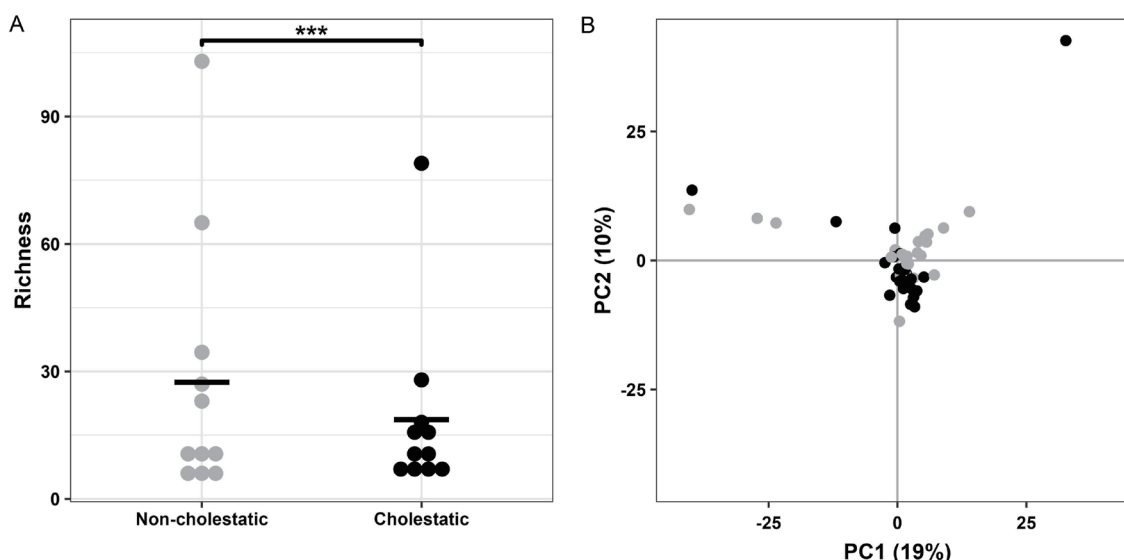 A
***
Richness
90
60
30
0
Non-cholestatic Cholestatic
B
PC2 (10%)
25
0
-25
-25 0 25
PC1 (19%)